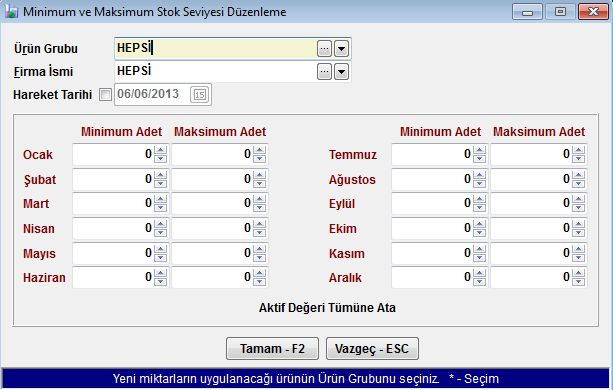 Minimum ve Maksimum Stok Seviyesi Düzenleme
Ürün Grubu HEPSİ
Firma İsmi HEPSİ
Hareket Tarihi 06/06/2013 15
Minimum Adet Maksimum Adet Minimum Adet Maksimum Adet
Ocak 0 0 Temmuz 0 0
Şubat 0 0 Ağustos 0 0
Mart 0 0 Eylül 0 0
Nisan 0 0 Ekim 0 0
Mayıs 0 0 Kasım 0 0
Haziran 0 0 Aralık 0 0
Aktif Değeri Tümüne Ata
Tamam - F2 Vazgeç - ESC
Yeni miktarların uygulanacağı ürünün Ürün Grubunu seçiniz. * - Seçim